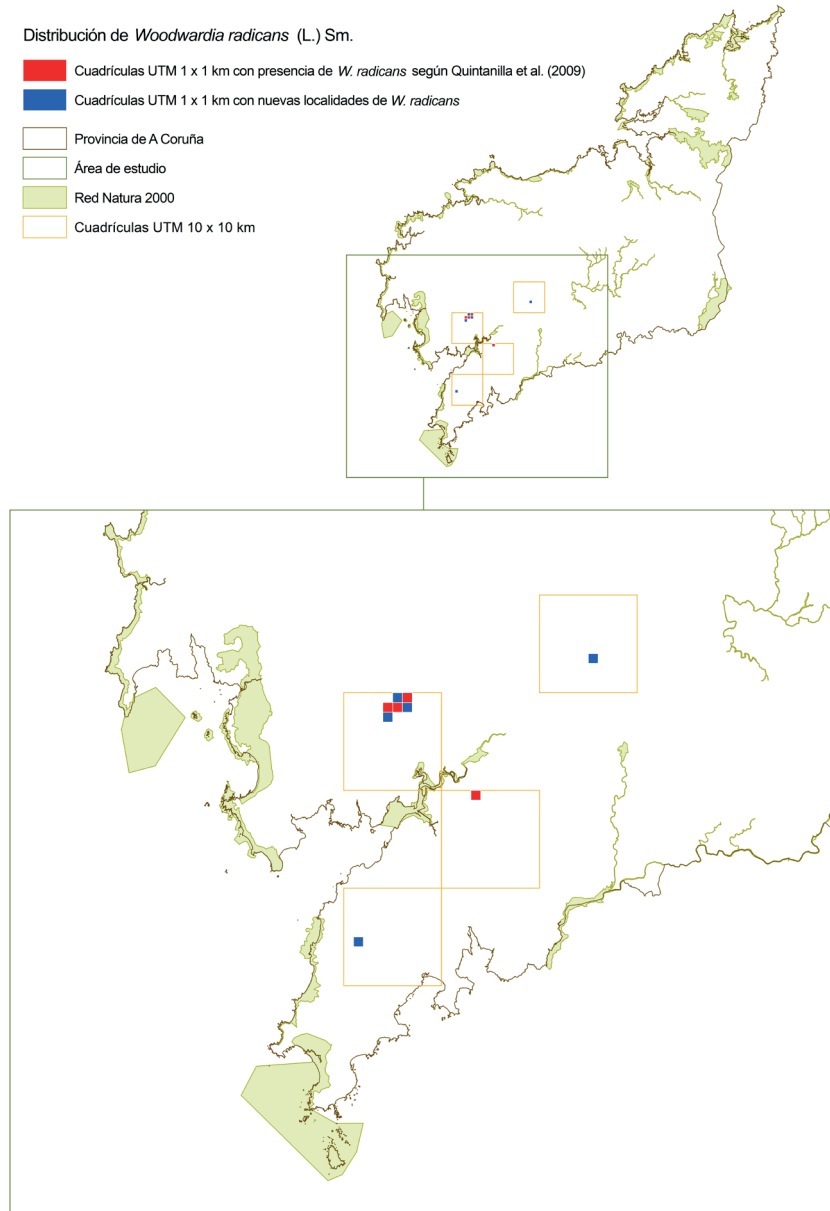 Distribución de Woodwardia radicans (L.) Sm.
Cuadrículas UTM 1 x 1 km con presencia de W. radicans según Quintanilla et al. (2009)
Cuadrículas UTM 1 x 1 km con nuevas localidades de W. radicans
Provincia de A Coruña
Área de estudio
Red Natura 2000
Cuadrículas UTM 10 x 10 km